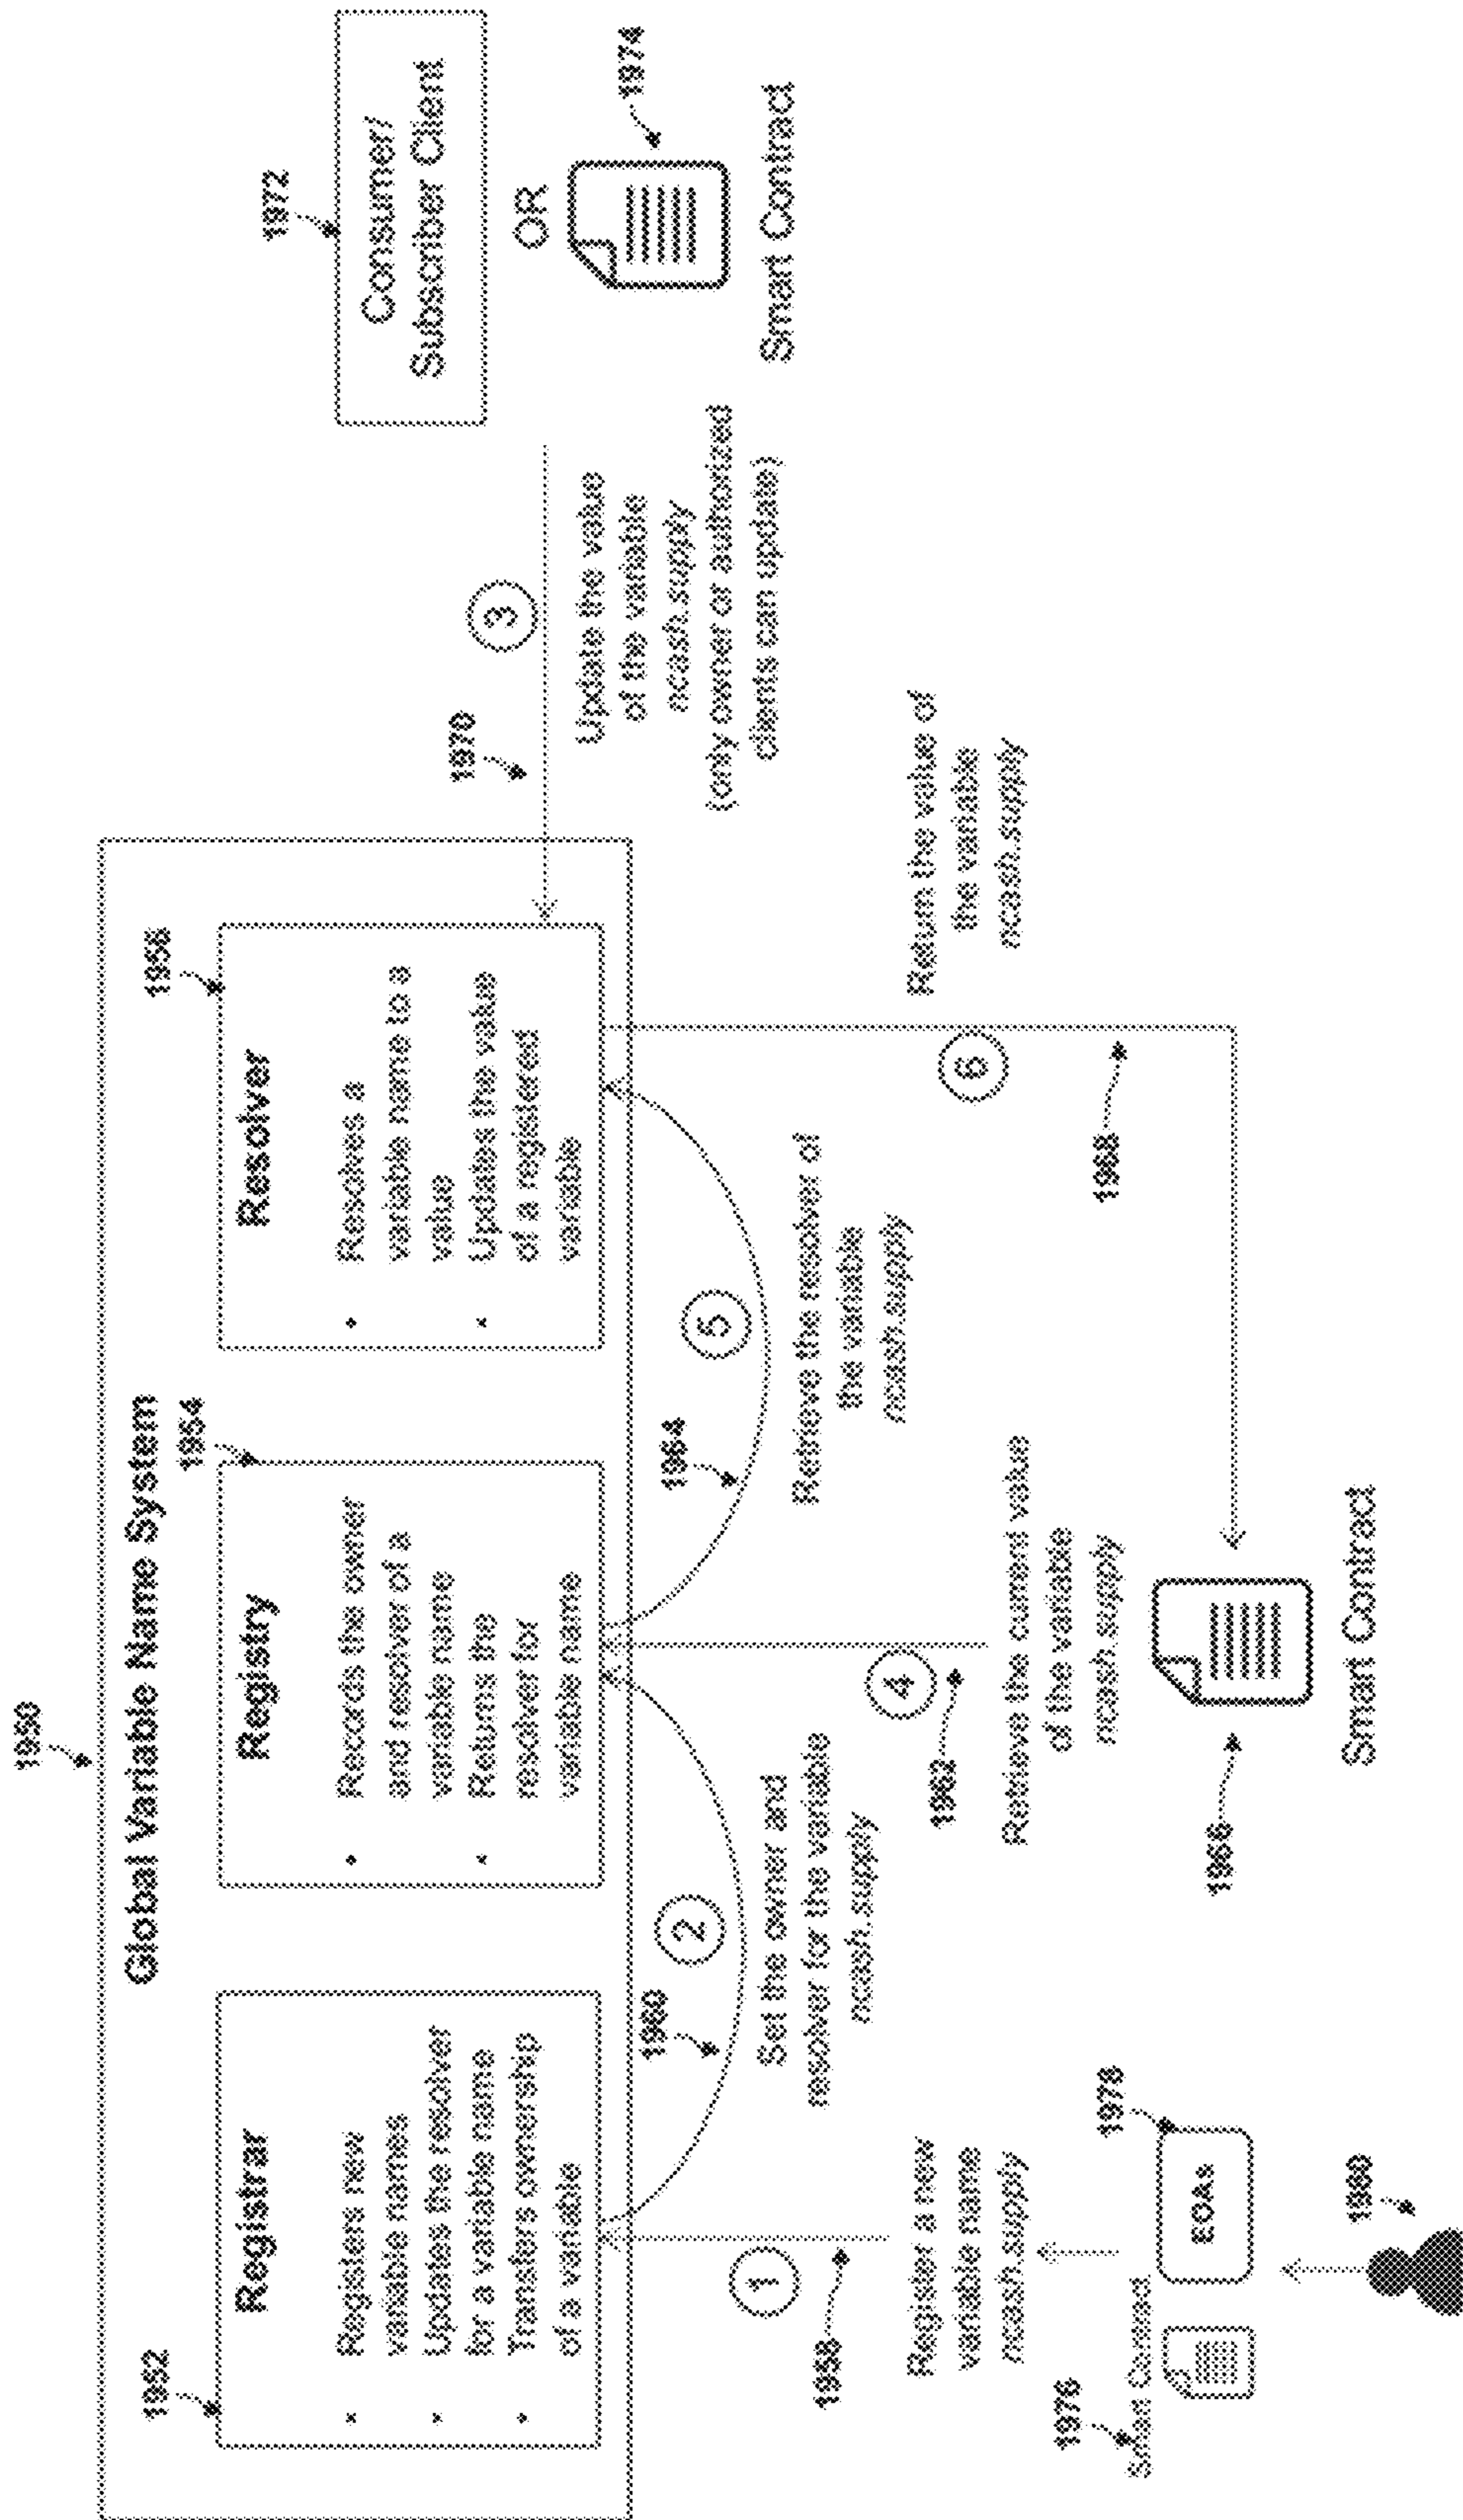 1950
Global Variable Name System
1952
Registrar
• Registers new
variable names
• Updates the resolver
for a variable name
• Transfers ownership
of a variable
1954
Registry
• Records the owner
and resolver of a
variable name
• Returns the
resolver for
variable name
1956
Resolver
• Resolves a
variable name to a
value
• Updates the value
of a registered
variable
1972
Consumer/
Subscriber Client
OR
1974
Smart Contract
1970
3
Update the value
of the variable
ncash.supply
(only owner or authorized
clients can update)
1960
2
Set the owner and
resolver for the variable
ncash.supply
1964
5
Retrieve the resolver of
the variable
ncash.supply
1958
1
Register a new
variable name
ncash.supply
1962
4
Retrieve the current value
of the variable
ncash.supply
6
Return the value of
the variable
ncash.supply
1968
1976
Smart Contract
1978
EOAs
1980
1966
Smart Contract